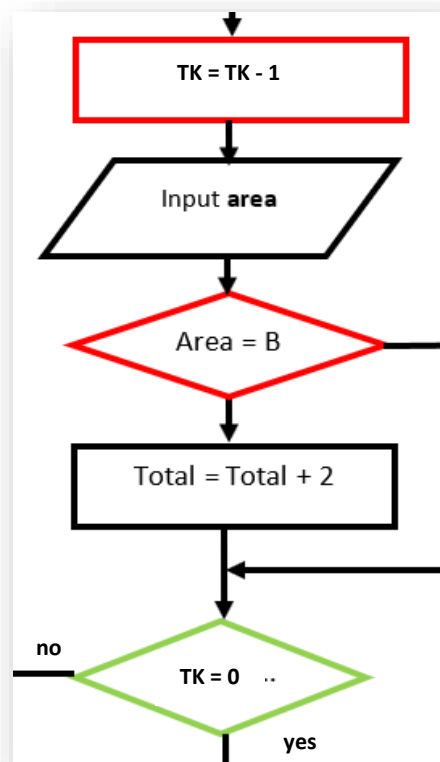 TK = TK - 1
Input area
Area = B
Total = Total + 2
no
TK = 0 ..
yes